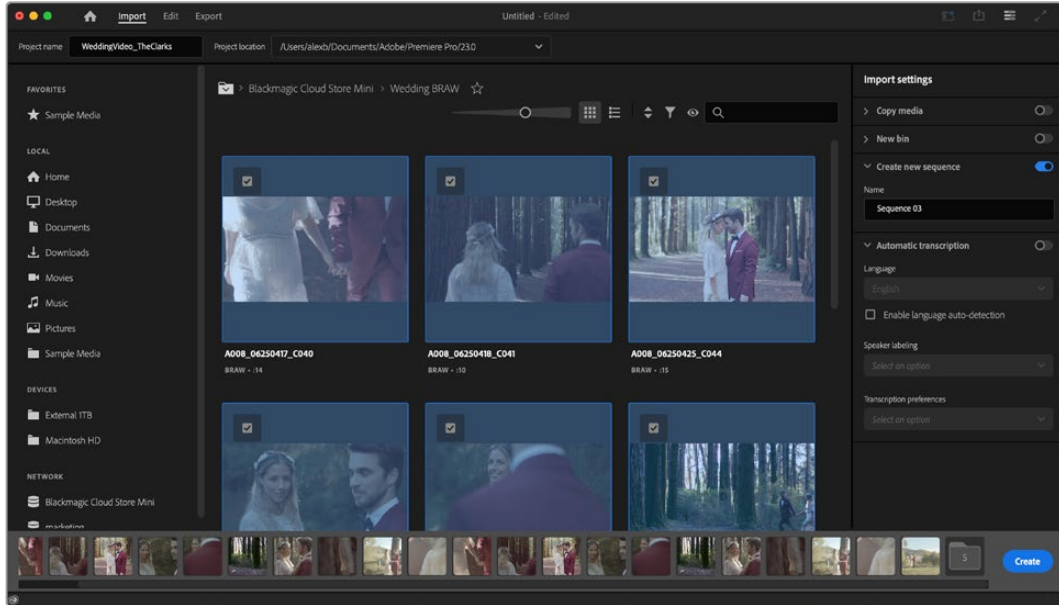 Import Edit Export Untitled - Edited
Project name WeddingVideo_TheClarks Project location /Users/alexb/Documents/Adobe/Premiere Pro/23.0
FAVORITES
Sample Media
LOCAL
Home
Desktop
Documents
Downloads
Movies
Music
Pictures
Sample Media
DEVICES
External 1TB
Macintosh HD
NETWORK
Blackmagic Cloud Store Mini
marketing
Blackmagic Cloud Store Mini > Wedding BRAW
A008_06250417_C040
BRAW • :14
A008_06250418_C041
BRAW • :10
A008_06250425_C044
BRAW • :15
Import settings
Copy media
New bin
Create new sequence
Name
Sequence 03
Automatic transcription
Language
English
Enable language auto-detection
Speaker labeling
Select an option
Transcription preferences
Select an option
5
Create